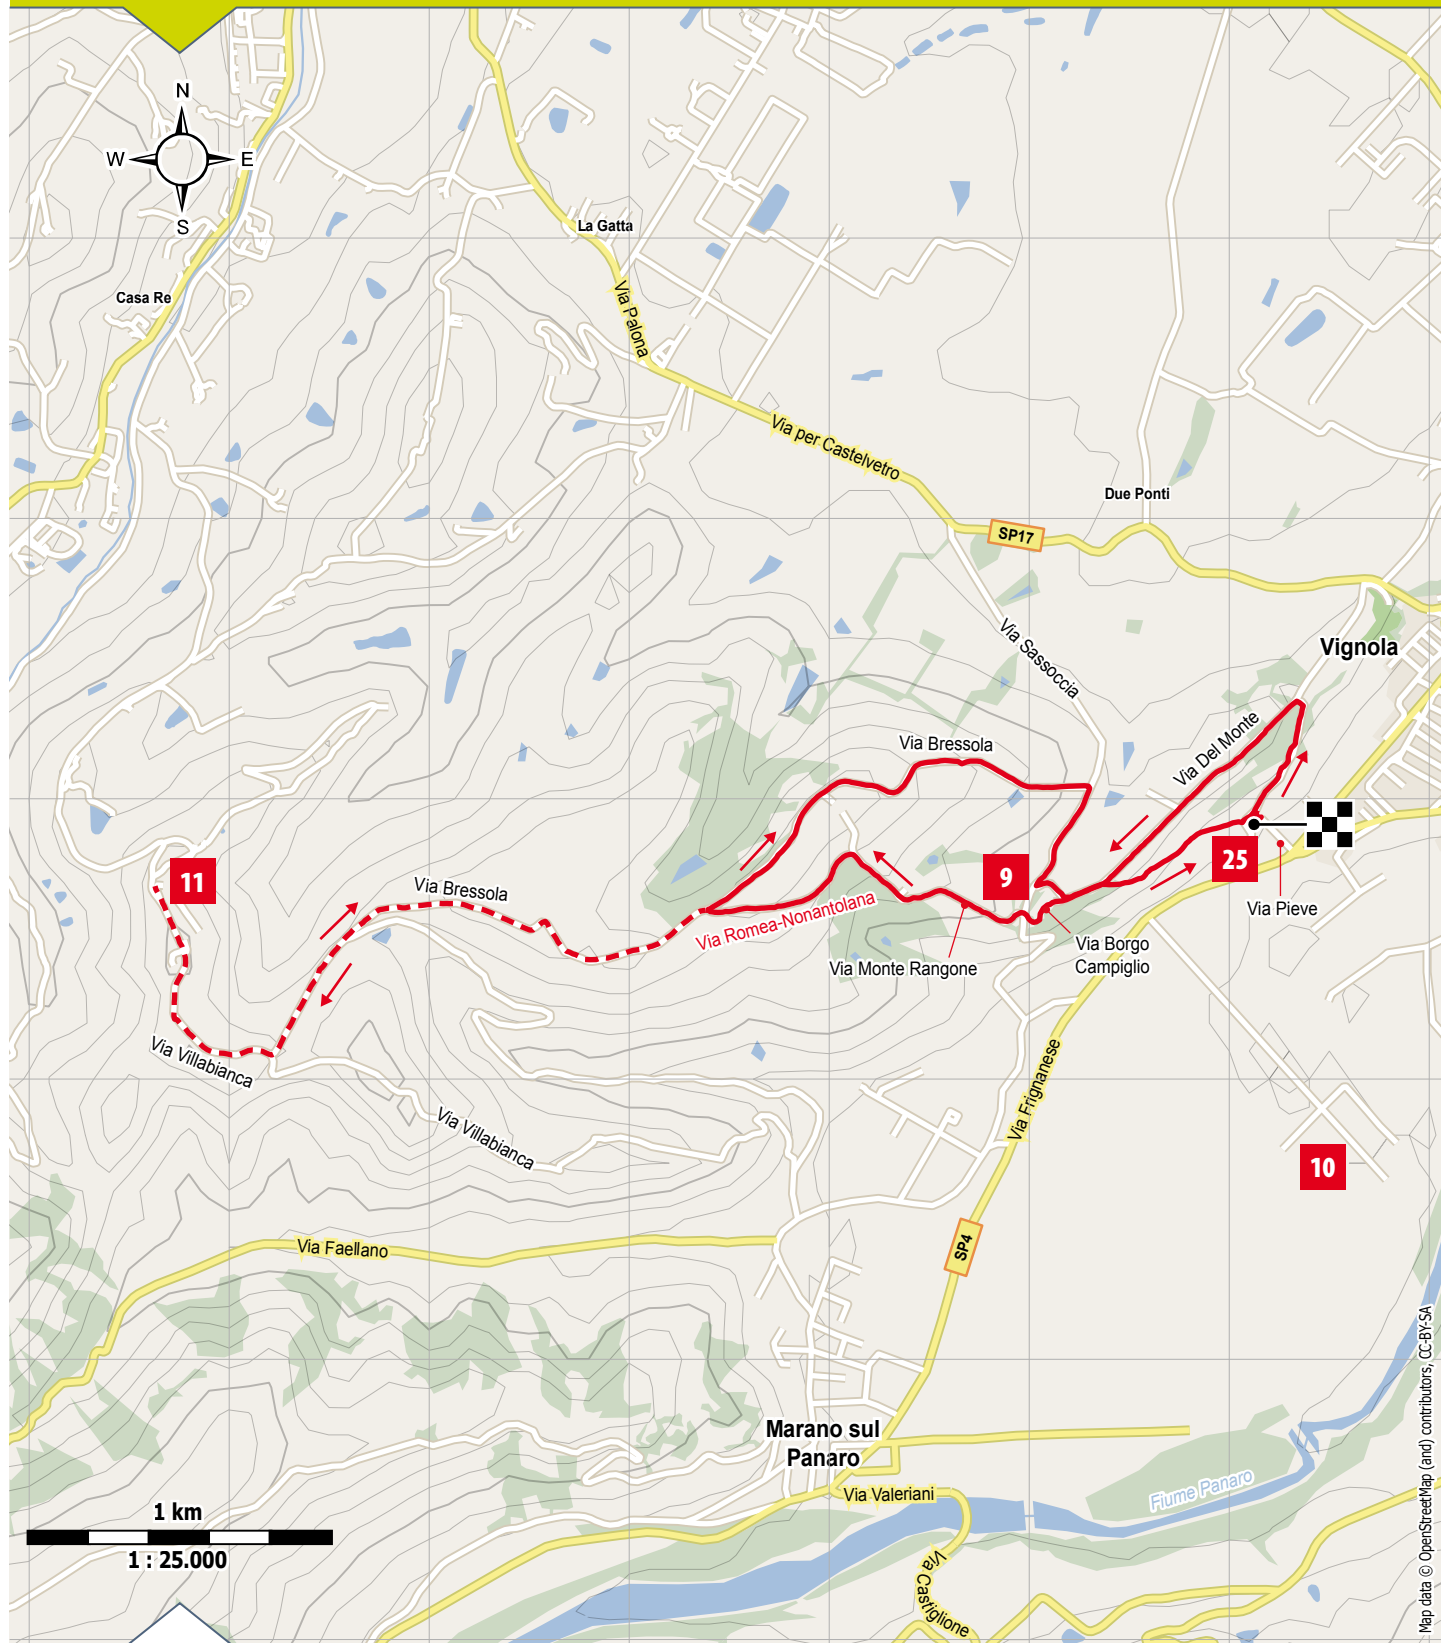 N
W
E
S
La Gatta
Casa Re
Via Palona
Via per Castelvetro
Due Ponti
SP17
Via Sassoccia
Vignola
Via Del Monte
Via Bressola
25
9
11
Via Bressola
Via Romea-Nonantolana
Via Pieve
Via Borgo
Campiglio
Via Monte Rangone
Via Villabianca
Via Villabianca
Via Frignanese
10
SP4
Via Faellano
Marano sul
Panaro
Via Valeriani
Fiume Panaro
Via Castiglione
1 km
1 : 25.000
Map data © OpenStreetMap (and) contributors, CC-BY-SA